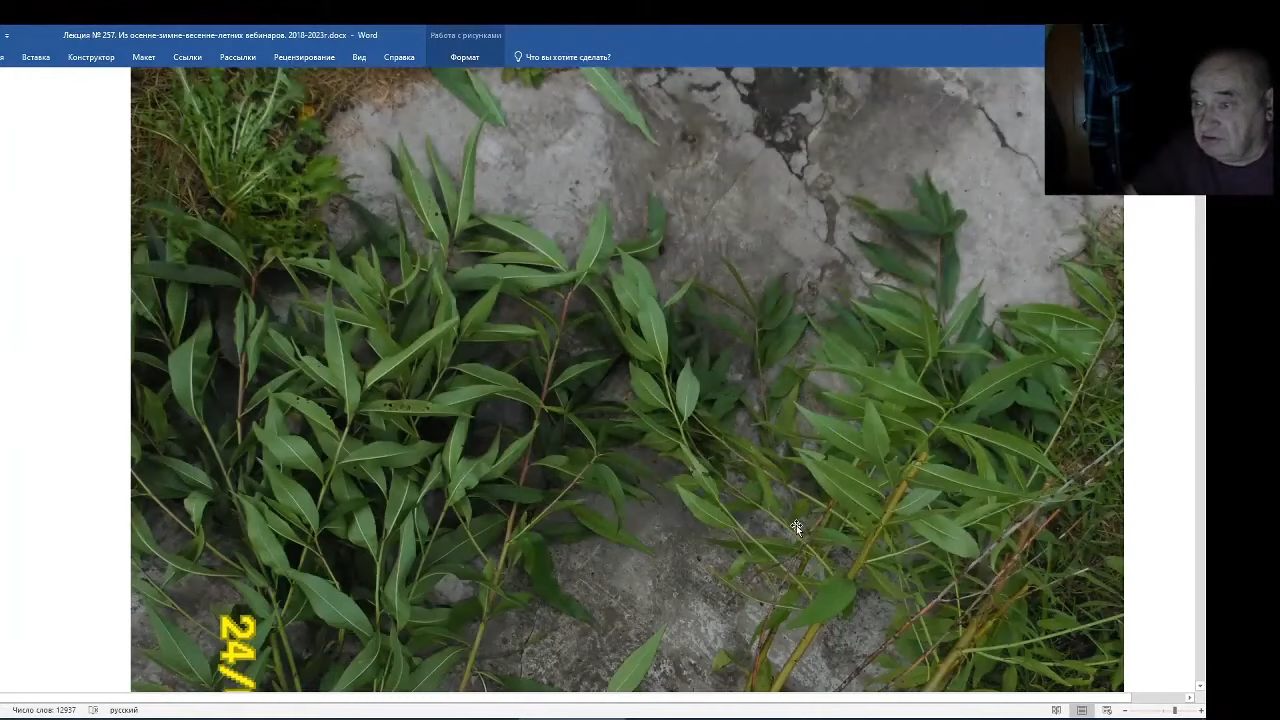 Лекция № 257. Из осенне-зимне-весенне-летних вебинаров. 2018-2023г.docx - Word
Работа с рисунками
Вставка Конструктор Макет Ссылки Рассылки Рецензирование Вид Справка Формат Что вы хотите сделать?
24/
Число слов: 12937 русский